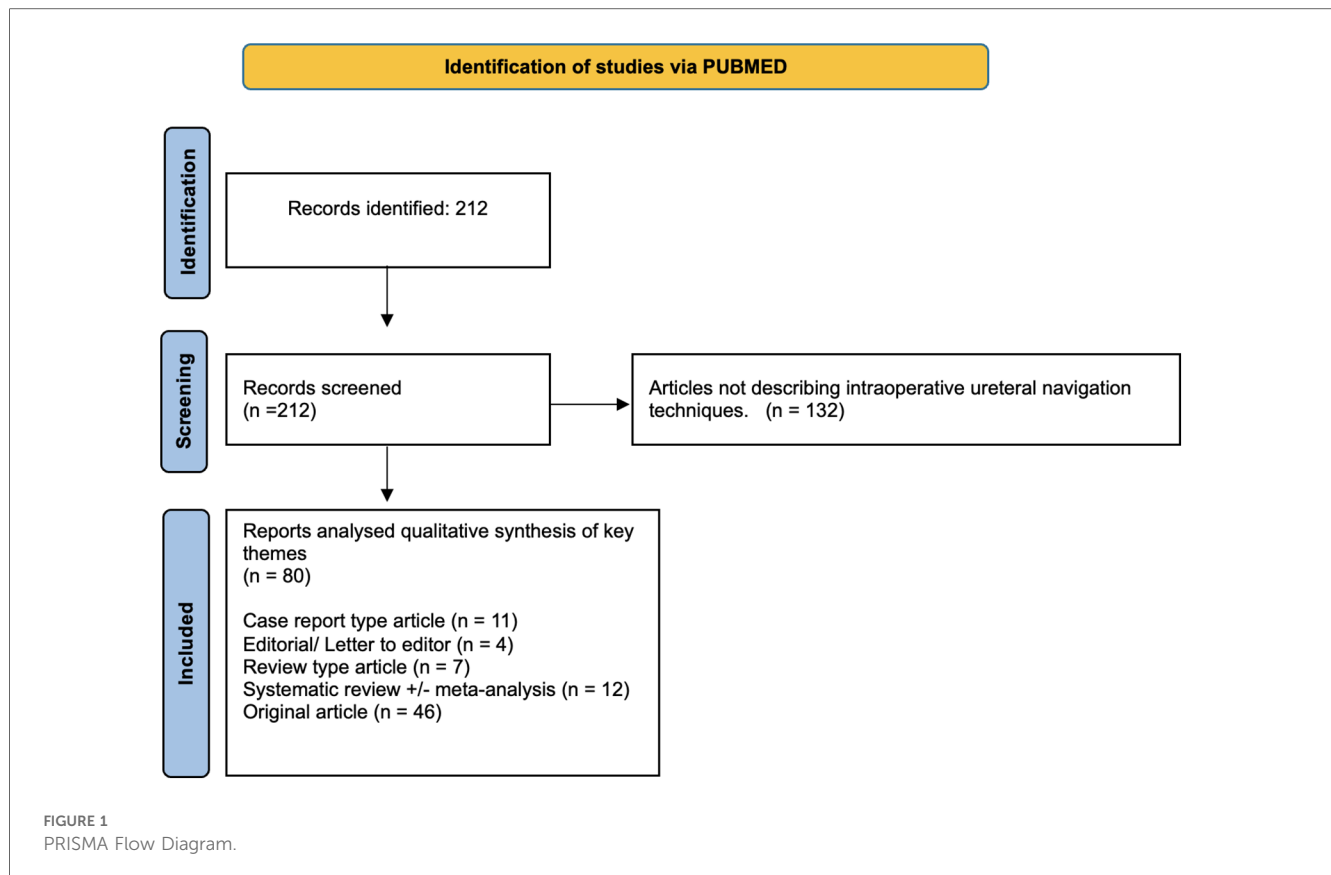 Identification of studies via PUBMED
Identification
Records identified: 212
Screening
Records screened
(n =212)
Articles not describing intraoperative ureteral navigation
techniques. (n = 132)
Included
Reports analysed qualitative synthesis of key
themes
(n = 80)
Case report type article (n = 11)
Editorial/ Letter to editor (n = 4)
Review type article (n = 7)
Systematic review +/- meta-analysis (n = 12)
Original article (n = 46)
FIGURE 1
PRISMA Flow Diagram.